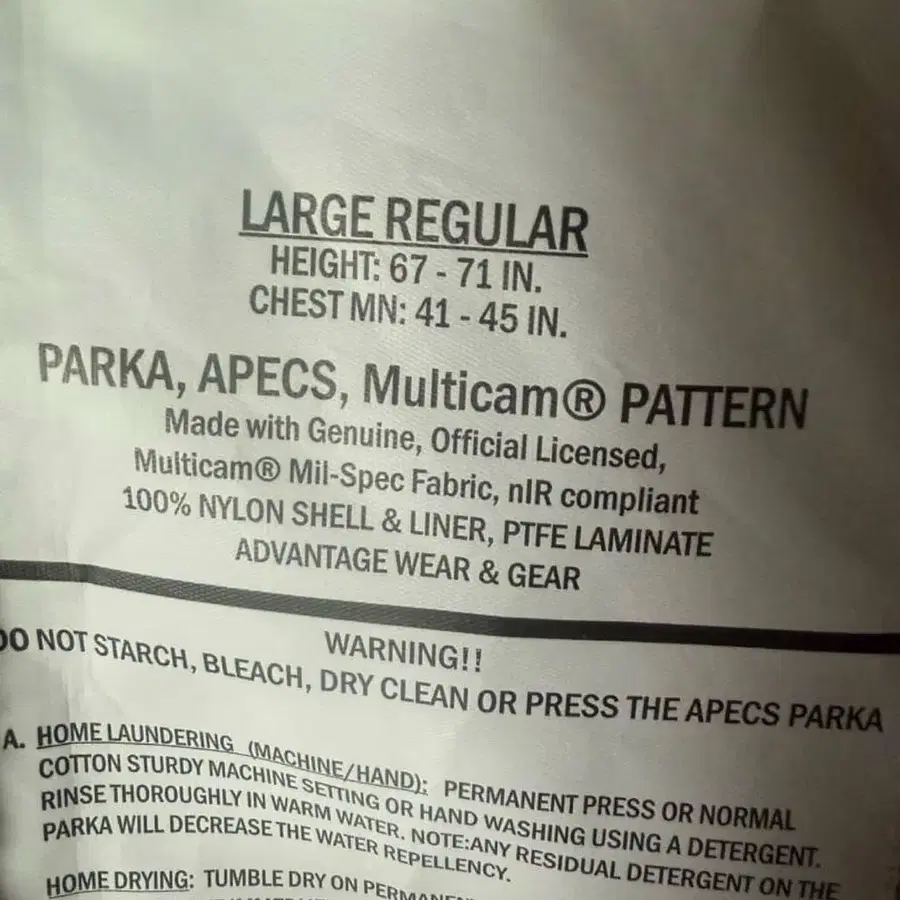 LARGE REGULAR
HEIGHT: 67 - 71 IN.
CHEST MN: 41 - 45 IN.
PARKA, APECS, Multicam® PATTERN
Made with Genuine, Official Licensed,
Multicam® Mil-Spec Fabric, nIR compliant
100% NYLON SHELL & LINER, PTFE LAMINATE
ADVANTAGE WEAR & GEAR
WARNING!!
DO NOT STARCH, BLEACH, DRY CLEAN OR PRESS THE APECS PARKA
A. HOME LAUNDERING (MACHINE/HAND): PERMANENT PRESS OR NORMAL
COTTON STURDY MACHINE SETTING OR HAND WASHING USING A DETERGENT.
RINSE THOROUGHLY IN WARM WATER. NOTE:ANY RESIDUAL DETERGENT ON THE
PARKA WILL DECREASE THE WATER REPELLENCY.
HOME DRYING: TUMBLE DRY ON